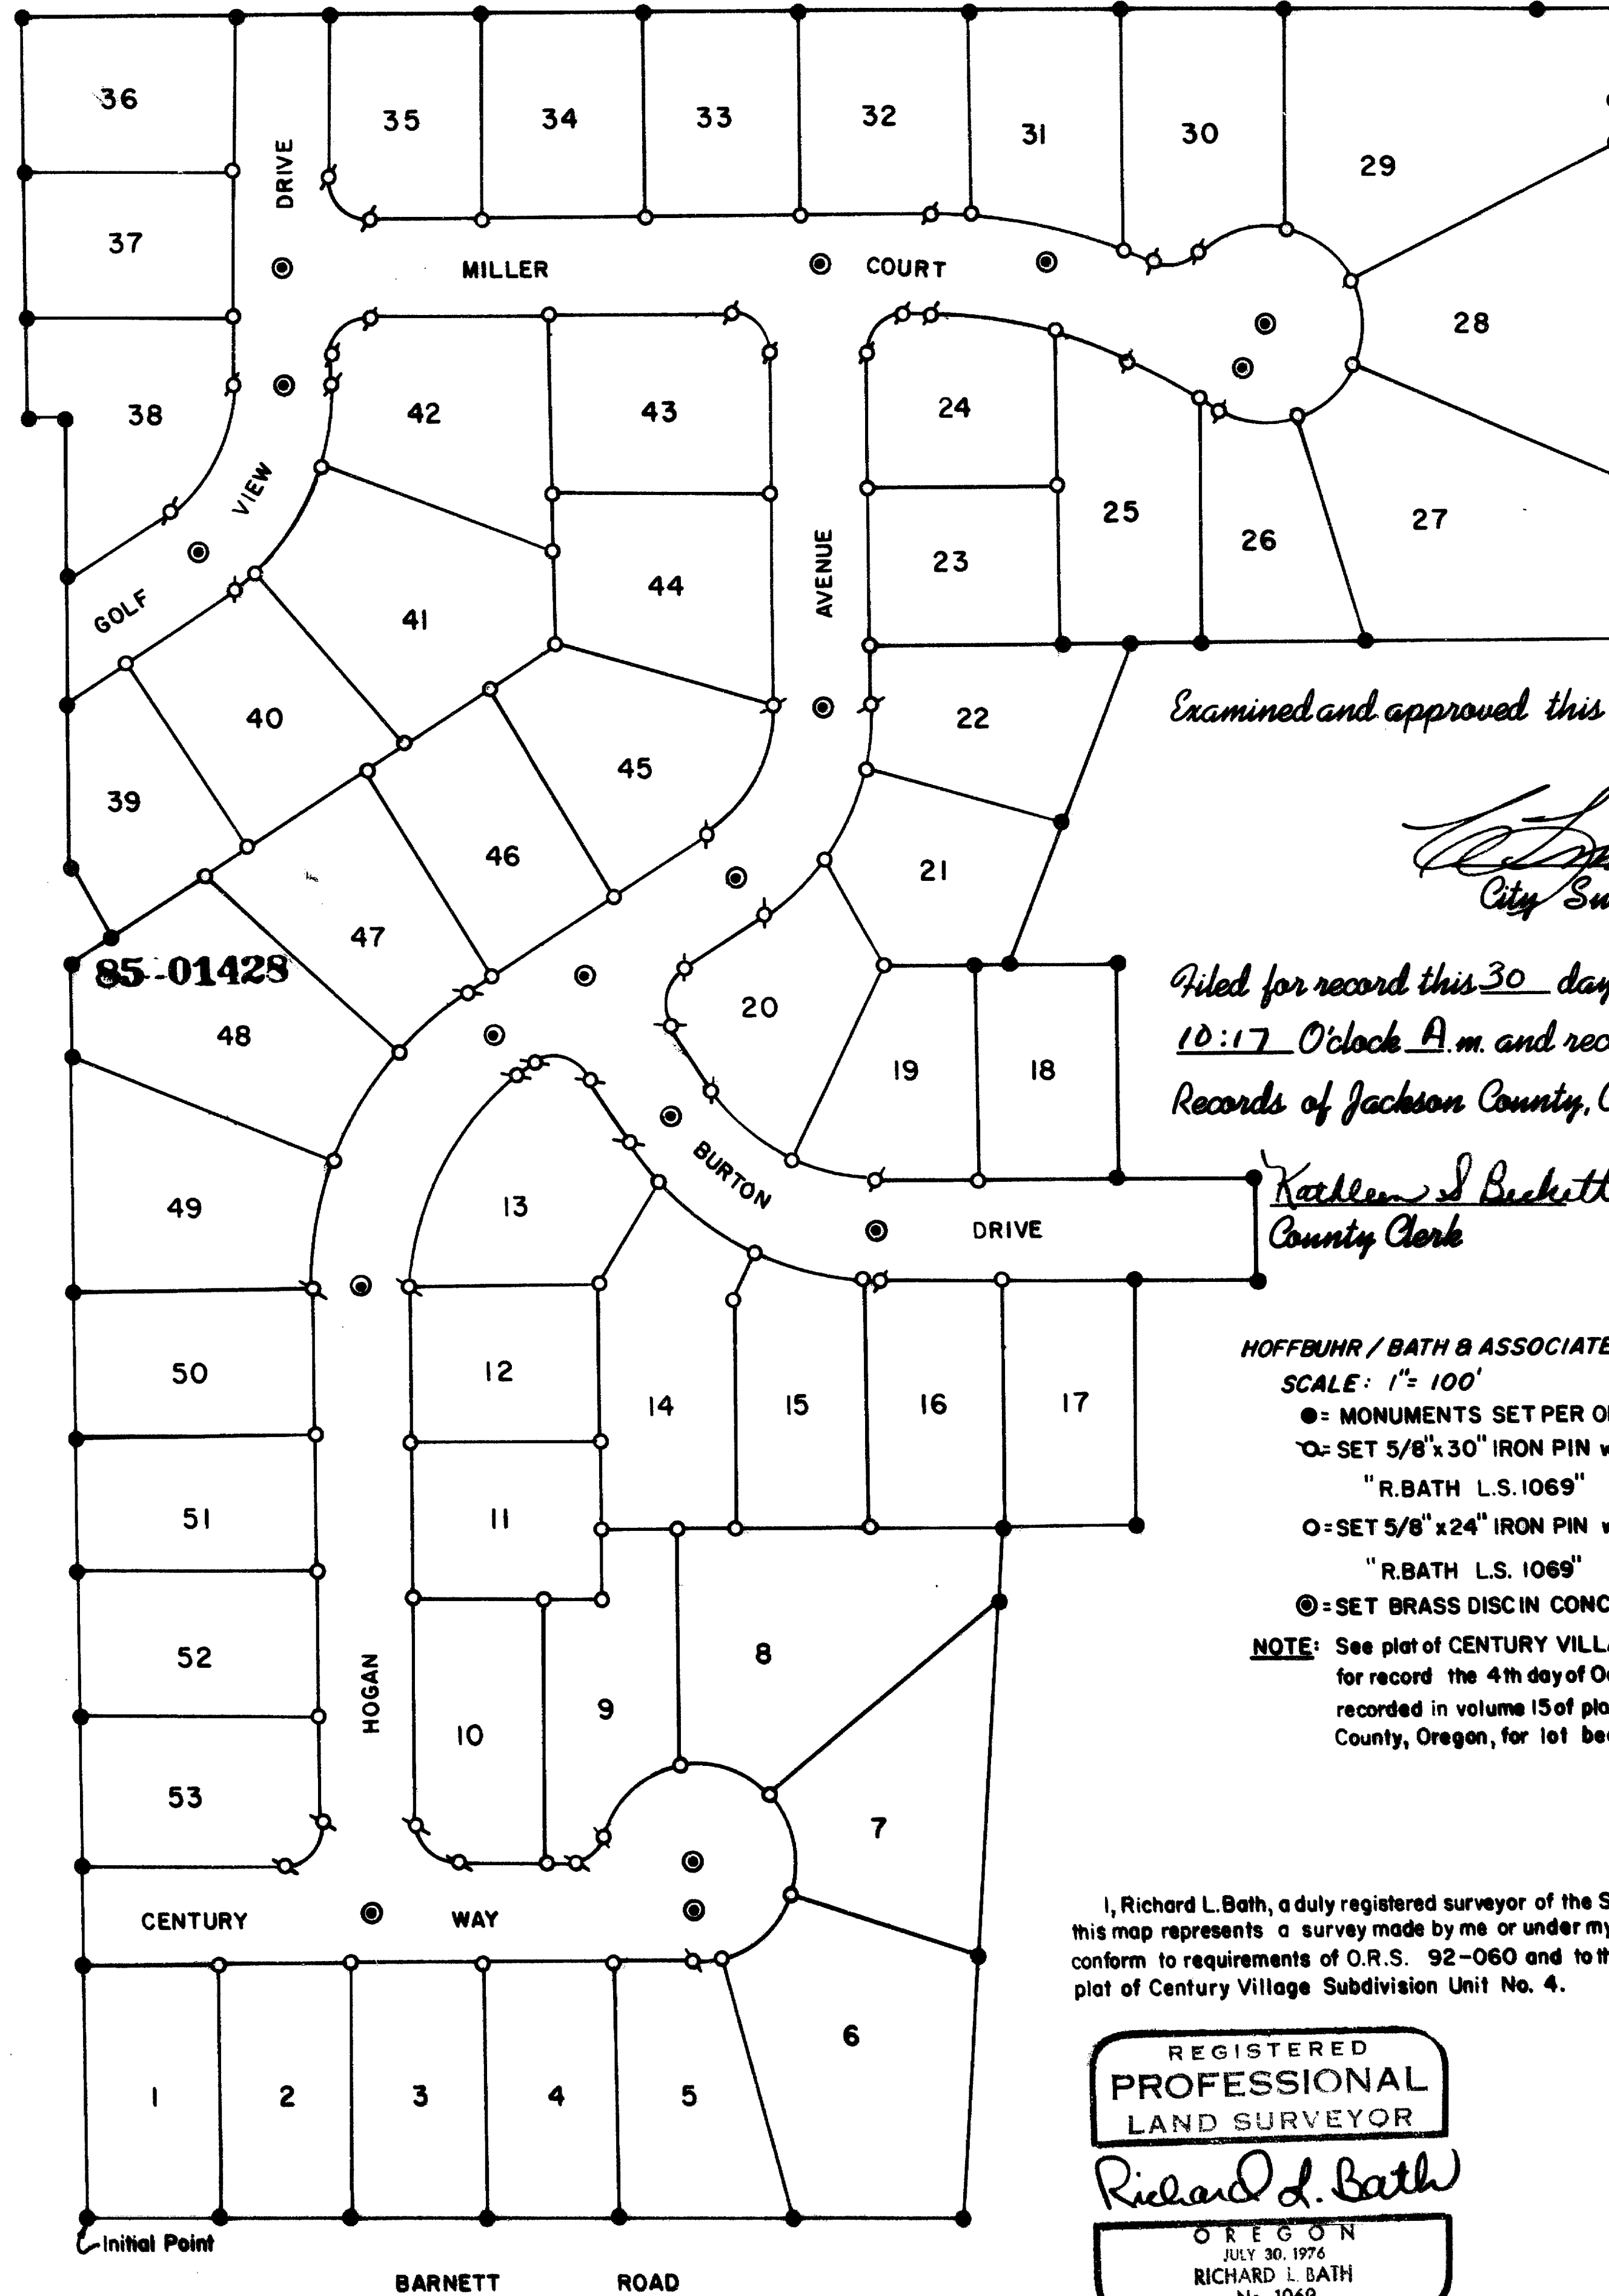 36
35
34
33
32
31
30
29
DRIVE
37
MILLER
COURT
28
38
42
43
24
VIEW
25
27
26
AVENUE
23
44
GOLF
41
40
22
Examined and approved this
45
39
46
21
City Su
47
85-01428
Filed for record this 30 day
20
48
10:17 O'clock A.m. and rec
19
18
Records of Jackson County, O
BURTON
Kathleen S Beckett
49
13
DRIVE
County Clerk
HOFFBUHR / BATH & ASSOCIATE
50
12
SCALE: 1"= 100'
14
15
16
17
= MONUMENTS SET PER O
= SET 5/8"x 30" IRON PIN w
"R.BATH L.S. 1069"
51
11
= SET 5/8" x 24" IRON PIN w
"R.BATH L.S. 1069"
= SET BRASS DISC IN CONC
52
8
NOTE: See plat of CENTURY VILL
for record the 4th day of O
HOGAN
9
recorded in volume 15 of pla
10
County, Oregon, for lot be
53
7
I, Richard L. Bath, a duly registered surveyor of the S
CENTURY
WAY
this map represents a survey made by me or under my
conform to requirements of O.R.S. 92-060 and to th
plat of Century Village Subdivision Unit No. 4.
6
REGISTERED
PROFESSIONAL
LAND SURVEYOR
1
2
3
4
5
Richard L. Bath
Initial Point
OREGON
JULY 30, 1976
RICHARD L. BATH
BARNETT
ROAD
No. 1069